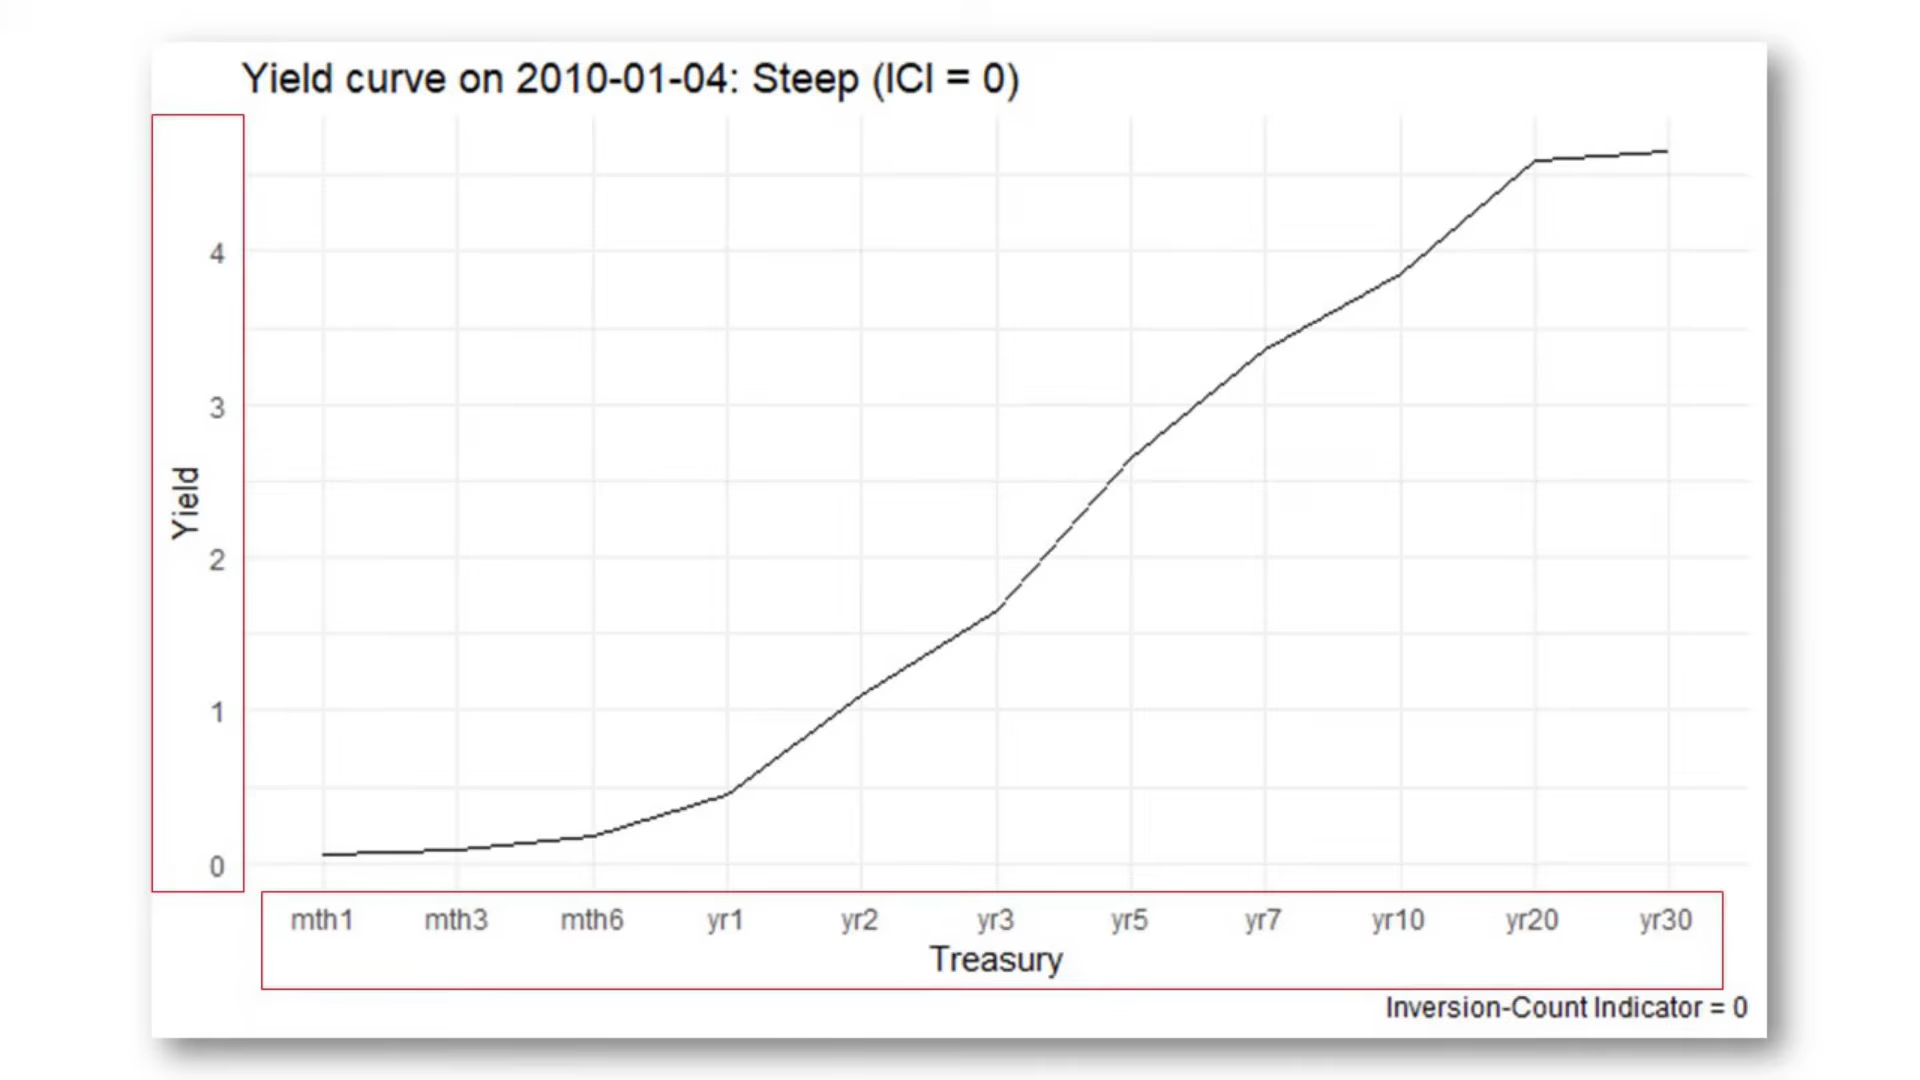 Yield curve on 2010-01-04: Steep (ICI = 0)
Yield
4
3
2
1
0
mth1 mth3 mth6 yr1 yr2 yr3 yr5 yr7 yr10 yr20 yr30
Treasury
Inversion-Count Indicator = 0